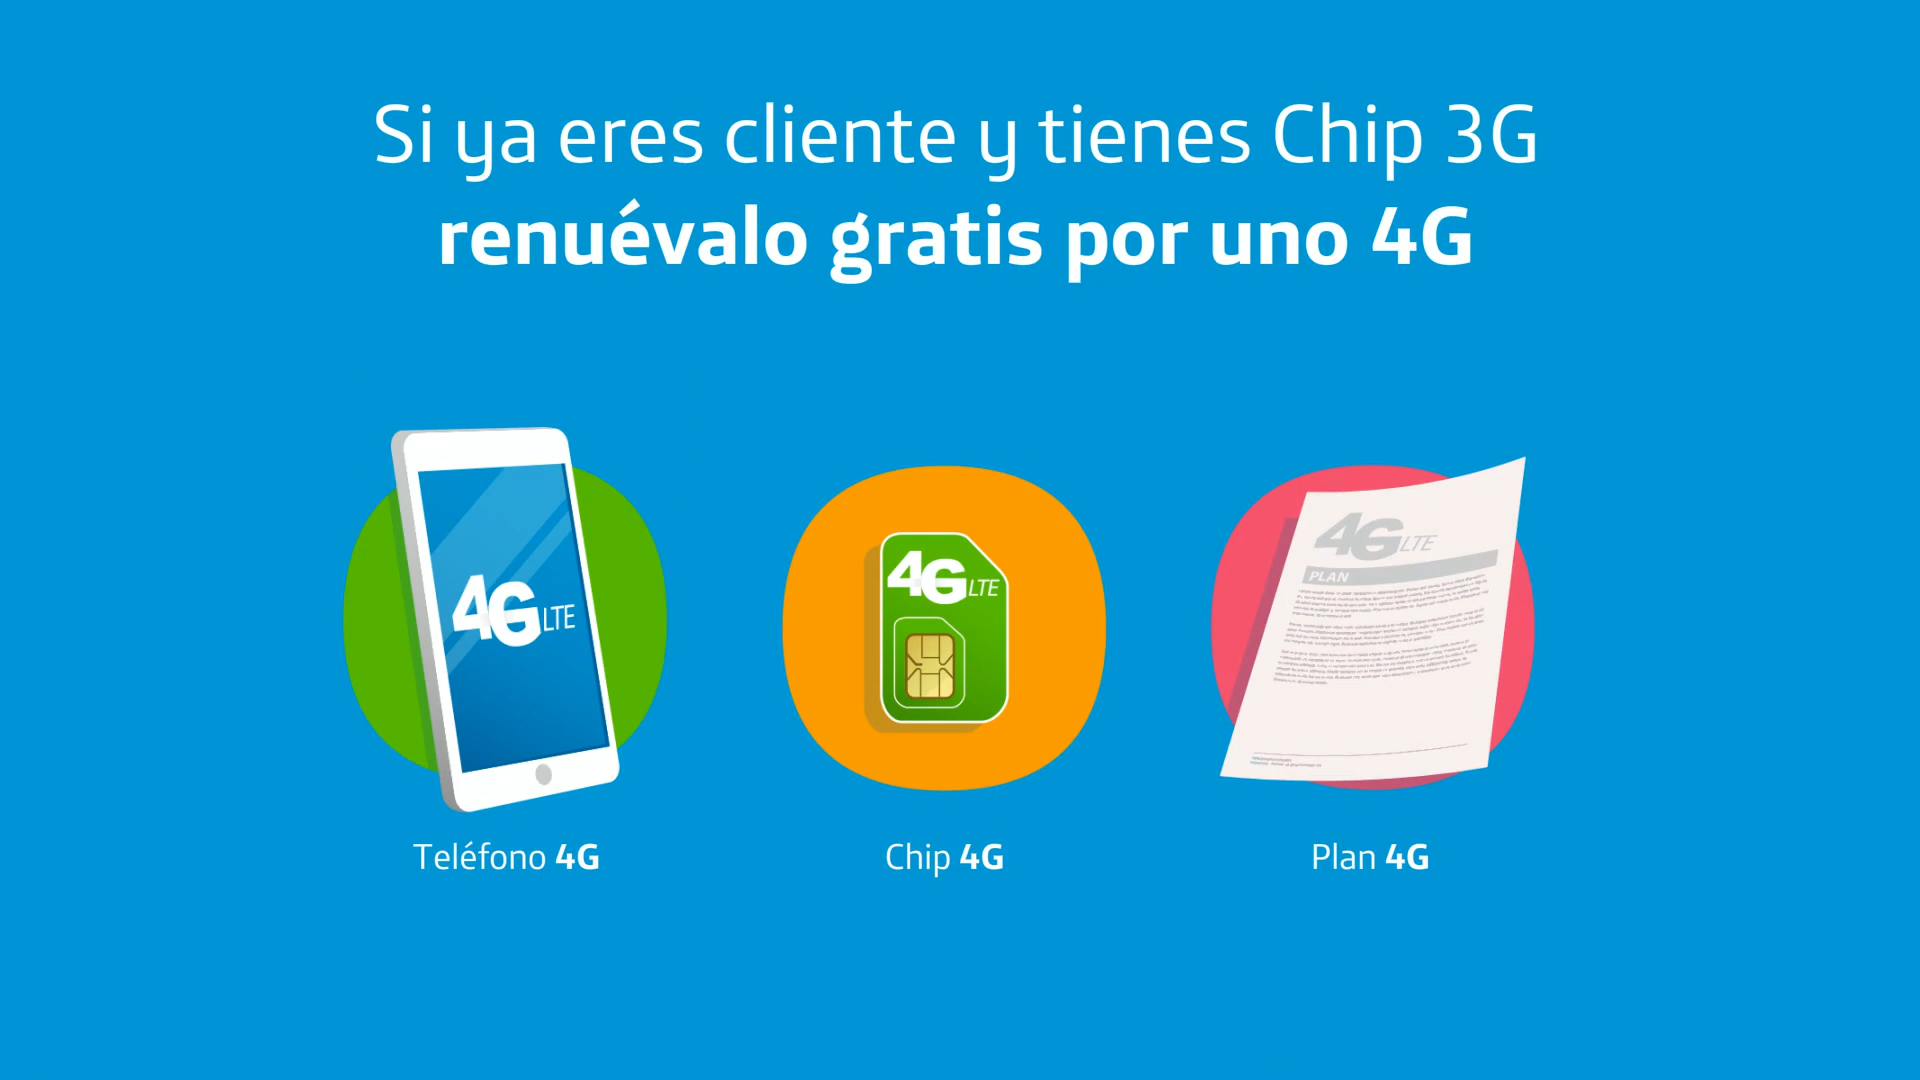 Si ya eres cliente y tienes Chip 3G
renuévalo gratis por uno 4G
4G LTE
4G LTE
4G LTE
PLAN
Teléfono 4G
Chip 4G
Plan 4G